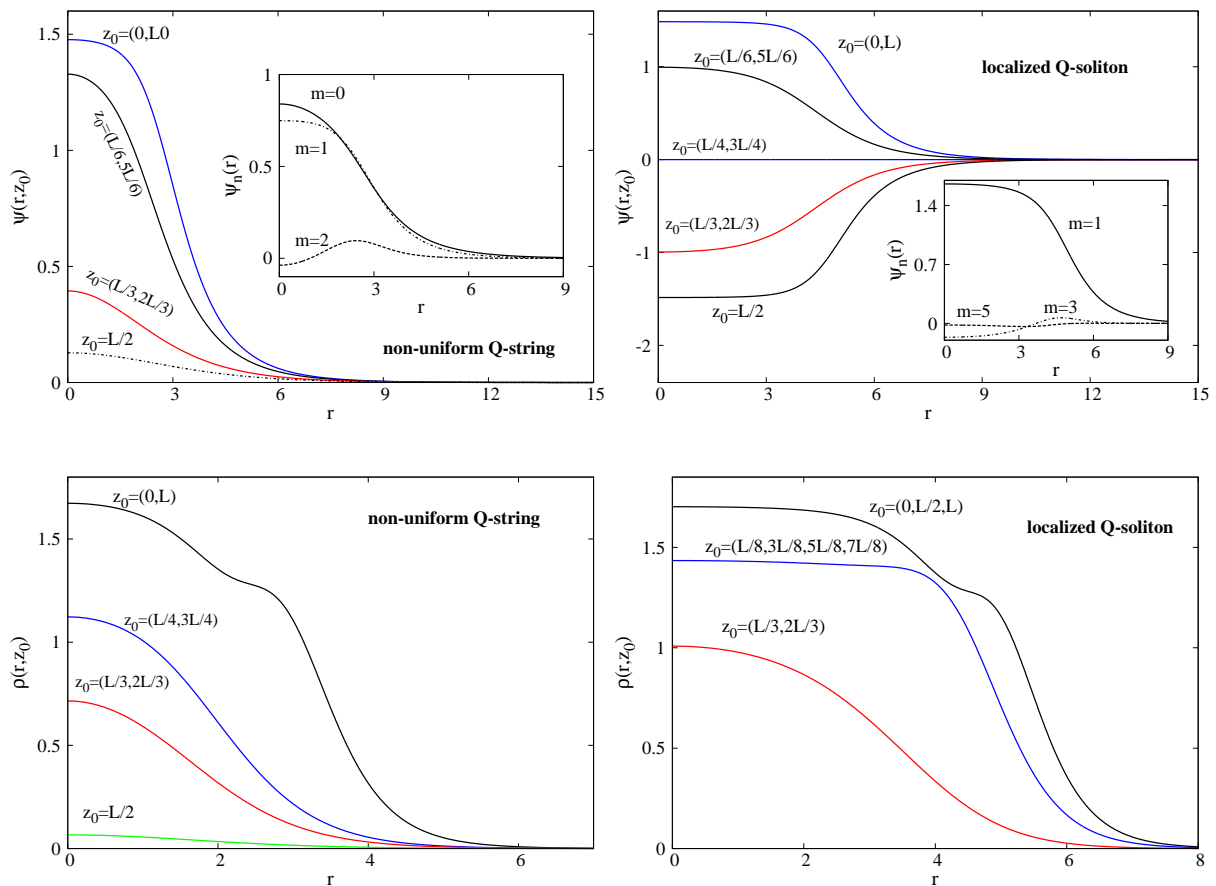 1.5
1
0.5
0
0 3 6 9 12 15
ψ(r,z0)
r
z0=(0,L0
z0=(L/6,5L/6)
z0=(L/3,2L/3)
z0=L/2
non-uniform Q-string
1
0.5
0
0 3 6 9
ψn(r)
r
m=0
m=1
m=2
1
0
-1
-2
0 3 6 9 12 15
ψ(r,z0)
r
z0=(0,L)
z0=(L/6,5L/6)
localized Q-soliton
z0=(L/4,3L/4)
z0=(L/3,2L/3)
z0=L/2
1.4
0.7
0
0 3 6 9
ψn(r)
r
m=1
m=5
m=3
1.5
1
0.5
0
0 2 4 6
ρ(r,z0)
r
z0=(0,L)
non-uniform Q-string
z0=(L/4,3L/4)
z0=(L/3,2L/3)
z0=L/2
1.5
1
0.5
0
0 2 4 6 8
ρ(r,z0)
r
z0=(0,L/2,L)
localized Q-soliton
z0=(L/8,3L/8,5L/8,7L/8)
z0=(L/3,2L/3)